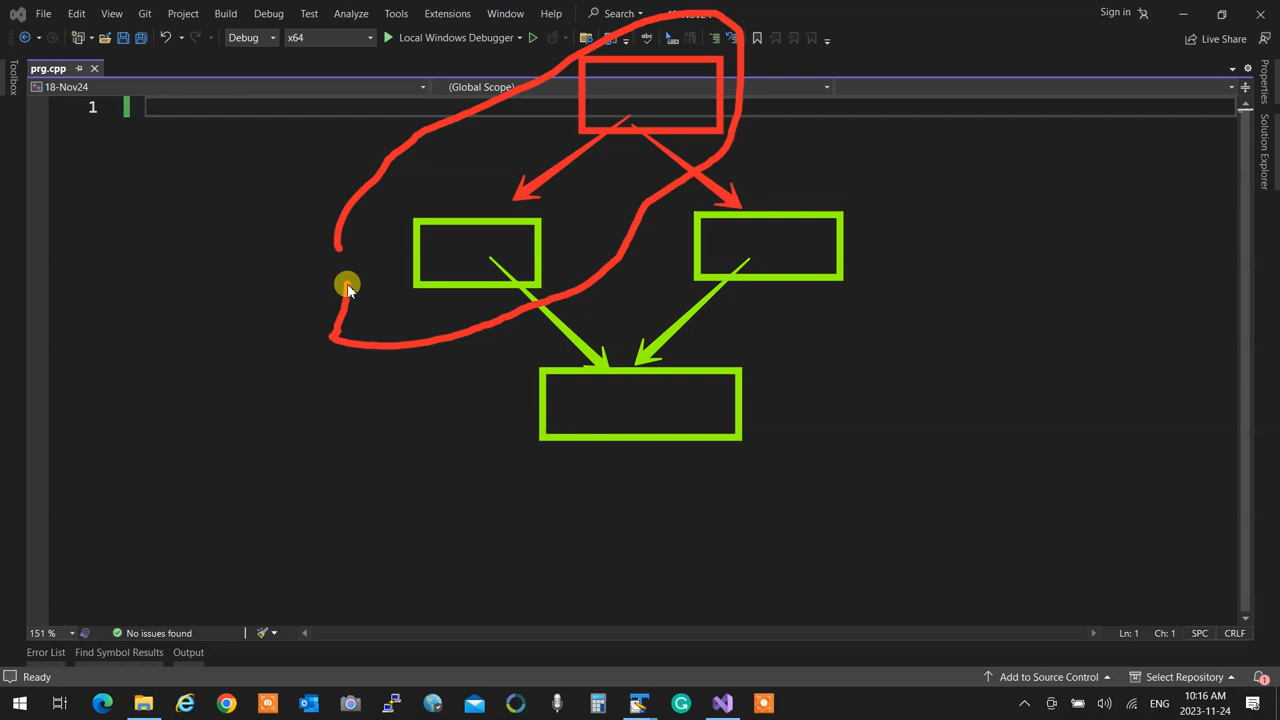 File Edit View Git Project Build Debug Test Analyze Tools Extensions Window Help Search Nov24 Sign in
Debug x64 Local Windows Debugger Live Share
prg.cpp
18-Nov24 (Global Scope)
1
Toolbox
Properties
Solution Explorer
151 % No issues found Ln: 1 Ch: 1 SPC CRLF
Error List Find Symbol Results Output
Ready Add to Source Control Select Repository 1
10:16 AM
ENG
2023-11-24